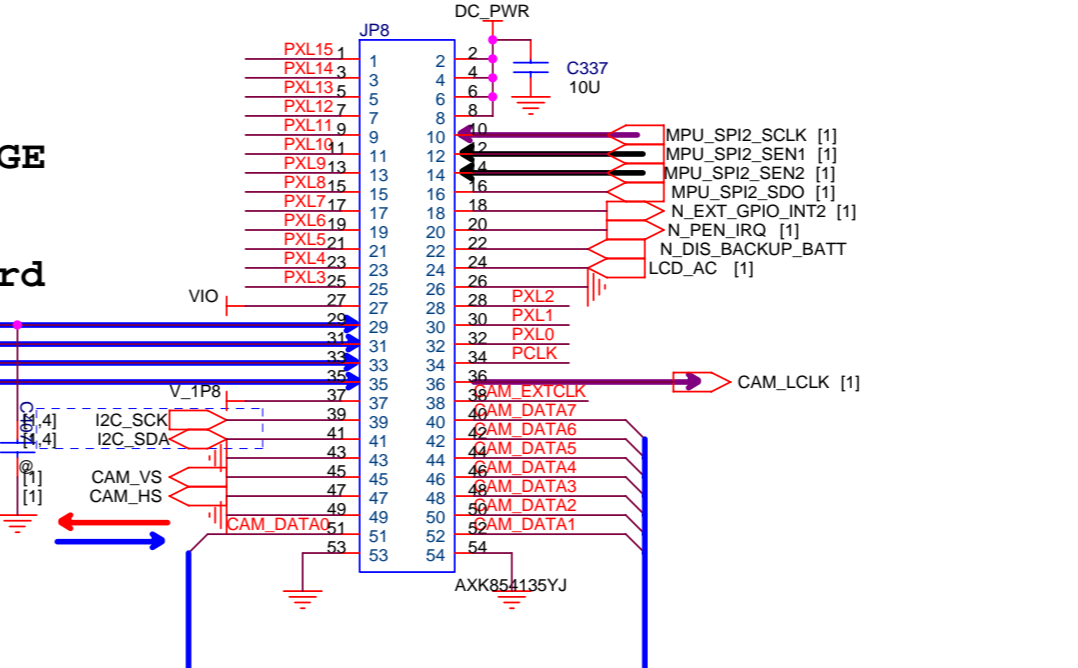 DC_PWR
JP8
C337
10U
PXL15 1 1 2 2
PXL14 3 3 4 4
PXL13 5 5 6 6
PXL12 7 7 8 8
PXL11 9 9 10 10 MPU_SPI2_SCLK [1]
PXL10 11 11 12 12 MPU_SPI2_SEN1 [1]
PXL9 13 13 14 14 MPU_SPI2_SEN2 [1]
PXL8 15 15 16 16 MPU_SPI2_SDO [1]
PXL7 17 17 18 18 N_EXT_GPIO_INT2 [1]
PXL6 19 19 20 20 N_PEN_IRQ [1]
PXL5 21 21 22 22 N_DIS_BACKUP_BATT
PXL4 23 23 24 24 LCD_AC [1]
PXL3 25 25 26 26
VIO 27 27 28 28 PXL2
29 29 30 30 PXL1
31 31 32 32 PXL0
33 33 34 34 PCLK
35 35 36 36 CAM_LCLK [1]
V_1P8 37 37 38 38 CAM_EXTCLK
I2C_SCK 39 39 40 40 CAM_DATA7
I2C_SDA 41 41 42 42 CAM_DATA6
43 43 44 44 CAM_DATA5
CAM_VS 45 45 46 46 CAM_DATA4
CAM_HS 47 47 48 48 CAM_DATA3
49 49 50 50 CAM_DATA2
CAM_DATA0 51 51 52 52 CAM_DATA1
53 53 54 54
AXK854135YJ
GE
rd
,4]
,4]
@
[1]
[1]